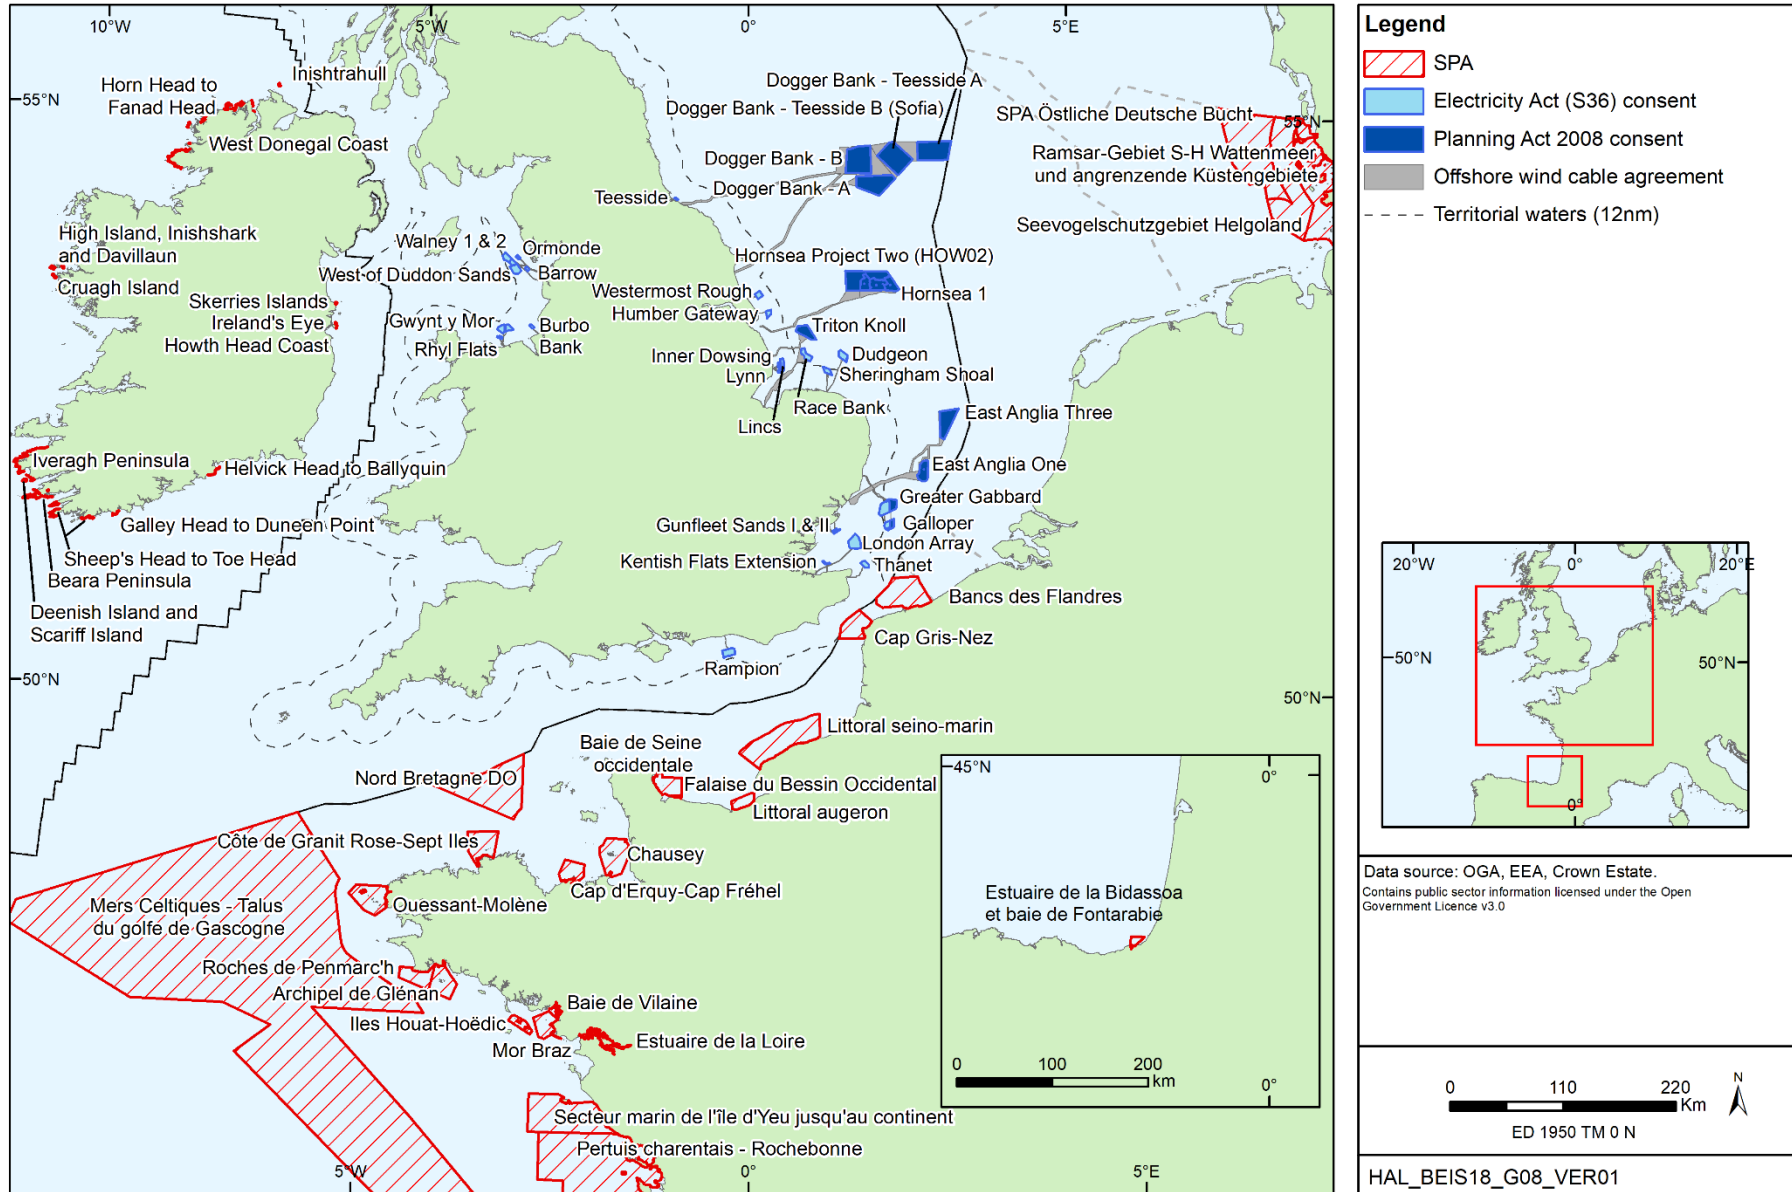 10°W
5°W
0°
5°E
55°N
Inishtrahull
Horn Head to
Fanad Head
West Donegal Coast
Dogger Bank - Teesside A
Dogger Bank - Teesside B (Sofia)
Dogger Bank - B
Dogger Bank - A
Teesside
SPA Östliche Deutsche Bücht
55°N
Ramsar-Gebiet S-H Wattenmeer
und angrenzende Küstengebiete
Seevogelschutzgebiet Helgoland
High Island, Inishshark
and Davillaun
Cruagh Island
Skerries Islands
Ireland's Eye
Howth Head Coast
Walney 1 & 2
Ormonde
West of Duddon Sands
Barrow
Gwynt y Mor
Burbo
Bank
Rhyl Flats
Hornsea Project Two (HOW02)
Hornsea 1
Westermost Rough
Humber Gateway
Triton Knoll
Inner Dowsing
Lynn
Dudgeon
Sheringham Shoal
Race Bank
Lincs
East Anglia Three
East Anglia One
Greater Gabbard
Gunfleet Sands I & II
Galloper
London Array
Kentish Flats Extension
Thanet
Bancs des Flandres
Cap Gris-Nez
Rampion
Iveragh Peninsula
Helvick Head to Ballyquin
Galley Head to Duneen Point
Sheep's Head to Toe Head
Beara Peninsula
Deenish Island and
Scariff Island
50°N
50°N
Littoral seino-marin
Baie de Seine
occidentale
Nord Bretagne DO
Falaise du Bessin Occidental
Littoral augeron
Côte de Granit Rose-Sept Iles
Chausey
Cap d'Erquy-Cap Fréhel
Ouessant-Molène
Mers Celtiques - Talus
du golfe de Gascogne
Roches de Penmarc'h
Archipel de Glénan
Baie de Vilaine
Iles Houat-Hoëdic
Mor Braz
Estuaire de la Loire
Secteur marin de l'île d'Yeu jusqu'au continent
Pertuis charentais - Rochebonne
5°W
0°
5°E
45°N
0°
Estuaire de la Bidassoa
et baie de Fontarabie
0
100
200
km
0°
Legend
SPA
Electricity Act (S36) consent
Planning Act 2008 consent
Offshore wind cable agreement
Territorial waters (12nm)
20°W
0°
20°E
50°N
50°N
0°
Data source: OGA, EEA, Crown Estate.
Contains public sector information licensed under the Open
Government Licence v3.0
0
110
220
Km
N
ED 1950 TM 0 N
HAL_BEIS18_G08_VER01